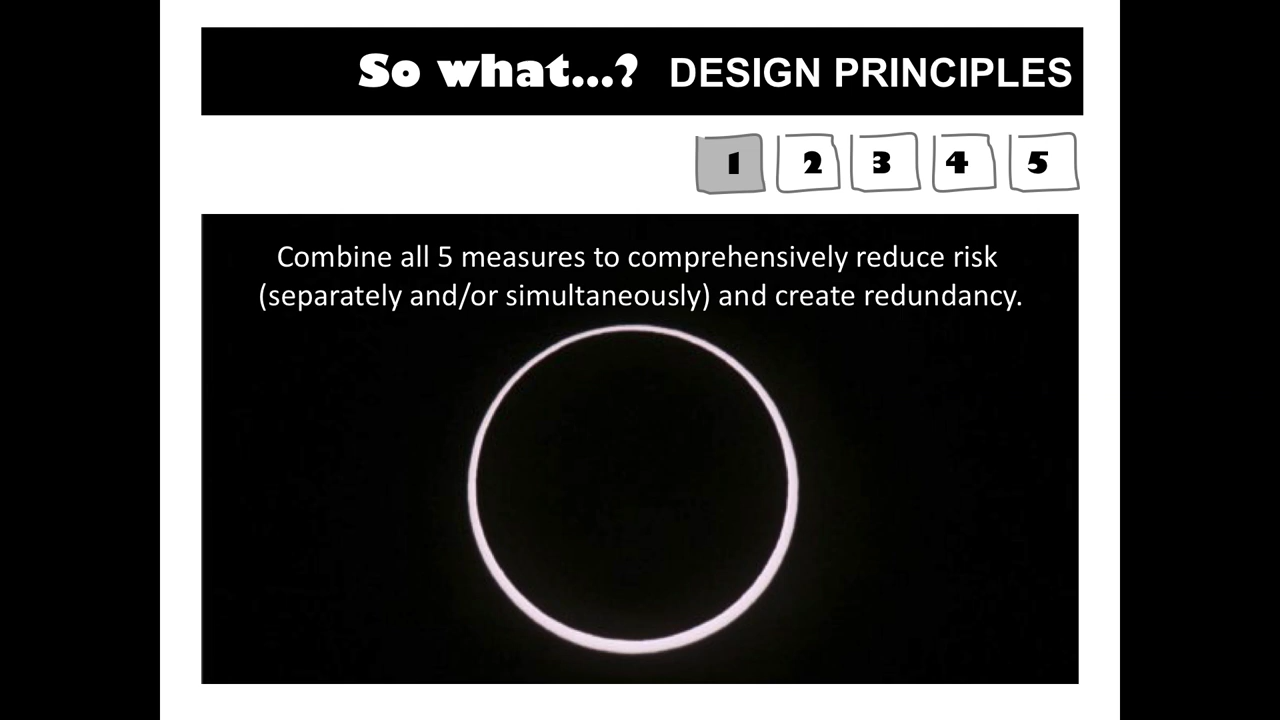 So what...? DESIGN PRINCIPLES
1 2 3 4 5
Combine all 5 measures to comprehensively reduce risk
(separately and/or simultaneously) and create redundancy.